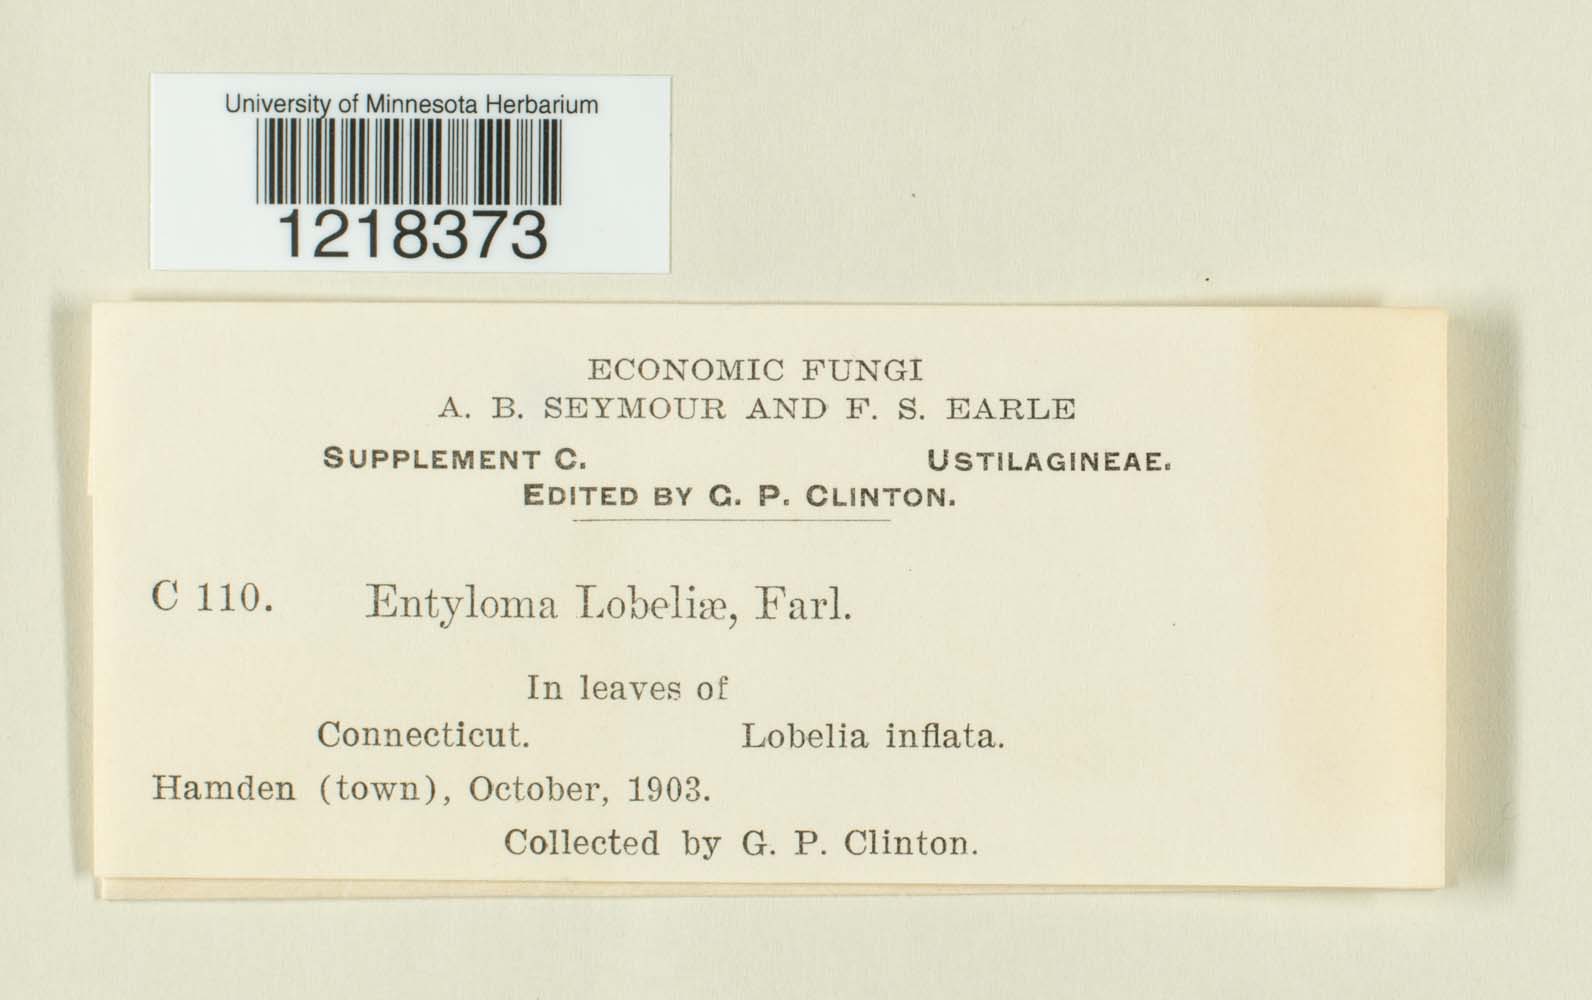 University of Minnesota Herbarium
1218373
ECONOMIC FUNGI
A. B. SEYMOUR AND F. S. EARLE
SUPPLEMENT C. USTILAGINEAE.
EDITED BY G. P. CLINTON.
C 110. Entyloma Lobeliæ, Farl.
In leaves of
Connecticut. Lobelia inflata.
Hamden (town), October, 1903.
Collected by G. P. Clinton.